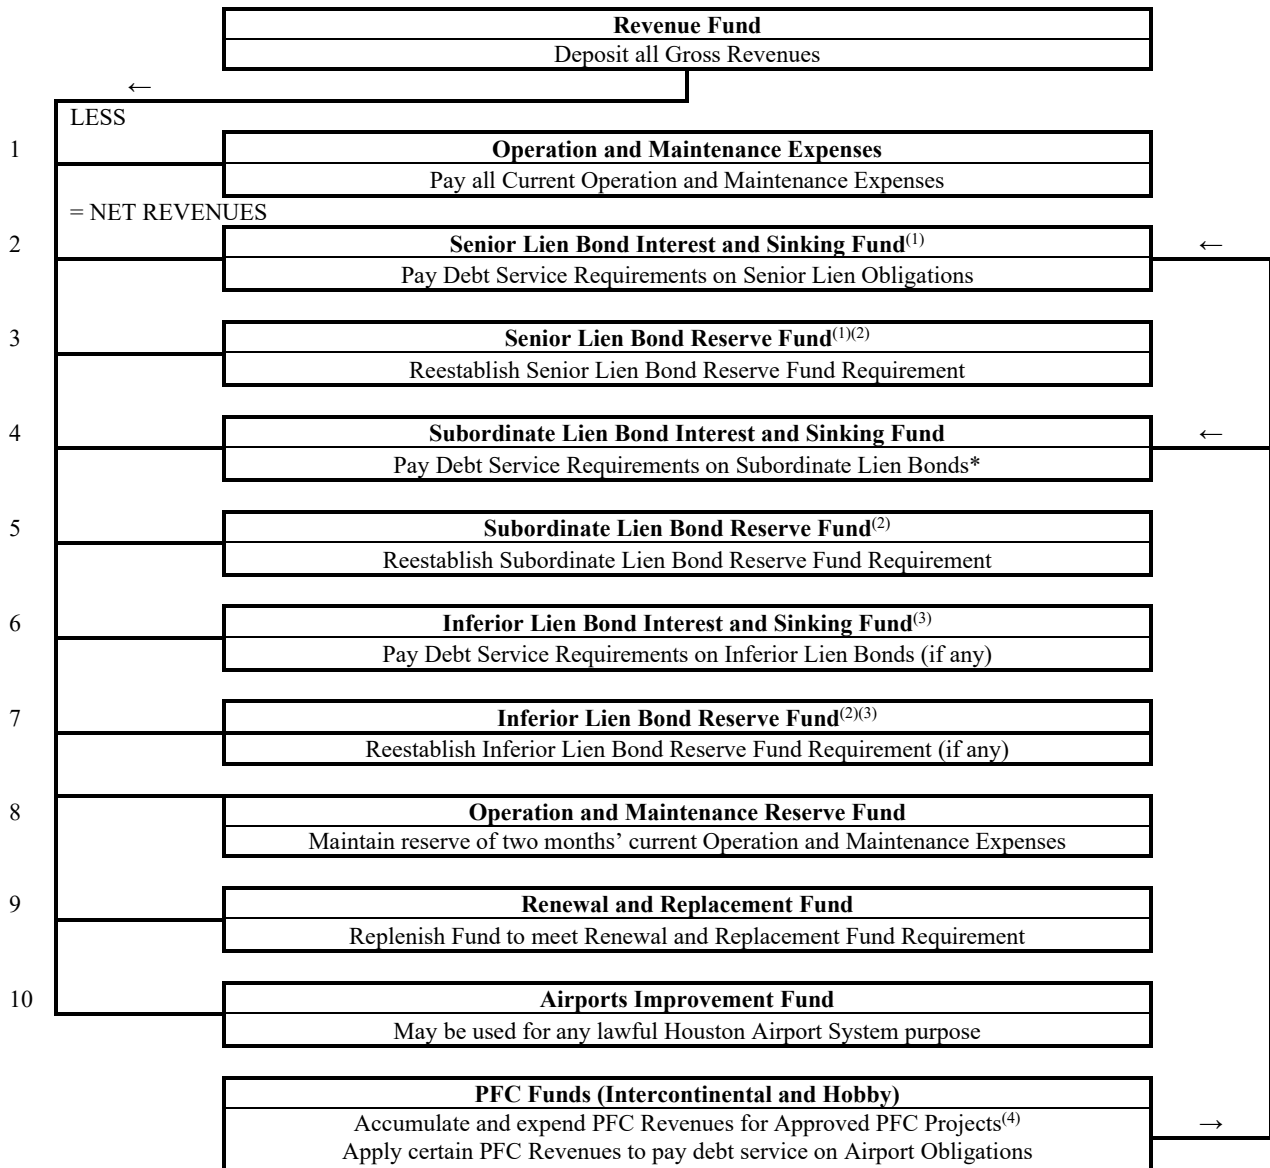 Revenue Fund
Deposit all Gross Revenues
←
LESS
1
Operation and Maintenance Expenses
Pay all Current Operation and Maintenance Expenses
= NET REVENUES
2
Senior Lien Bond Interest and Sinking Fund(1)
←
Pay Debt Service Requirements on Senior Lien Obligations
3
Senior Lien Bond Reserve Fund(1)(2)
Reestablish Senior Lien Bond Reserve Fund Requirement
4
Subordinate Lien Bond Interest and Sinking Fund
←
Pay Debt Service Requirements on Subordinate Lien Bonds*
5
Subordinate Lien Bond Reserve Fund(2)
Reestablish Subordinate Lien Bond Reserve Fund Requirement
6
Inferior Lien Bond Interest and Sinking Fund(3)
Pay Debt Service Requirements on Inferior Lien Bonds (if any)
7
Inferior Lien Bond Reserve Fund(2)(3)
Reestablish Inferior Lien Bond Reserve Fund Requirement (if any)
8
Operation and Maintenance Reserve Fund
Maintain reserve of two months’ current Operation and Maintenance Expenses
9
Renewal and Replacement Fund
Replenish Fund to meet Renewal and Replacement Fund Requirement
10
Airports Improvement Fund
May be used for any lawful Houston Airport System purpose
PFC Funds (Intercontinental and Hobby)
Accumulate and expend PFC Revenues for Approved PFC Projects(4)
→
Apply certain PFC Revenues to pay debt service on Airport Obligations